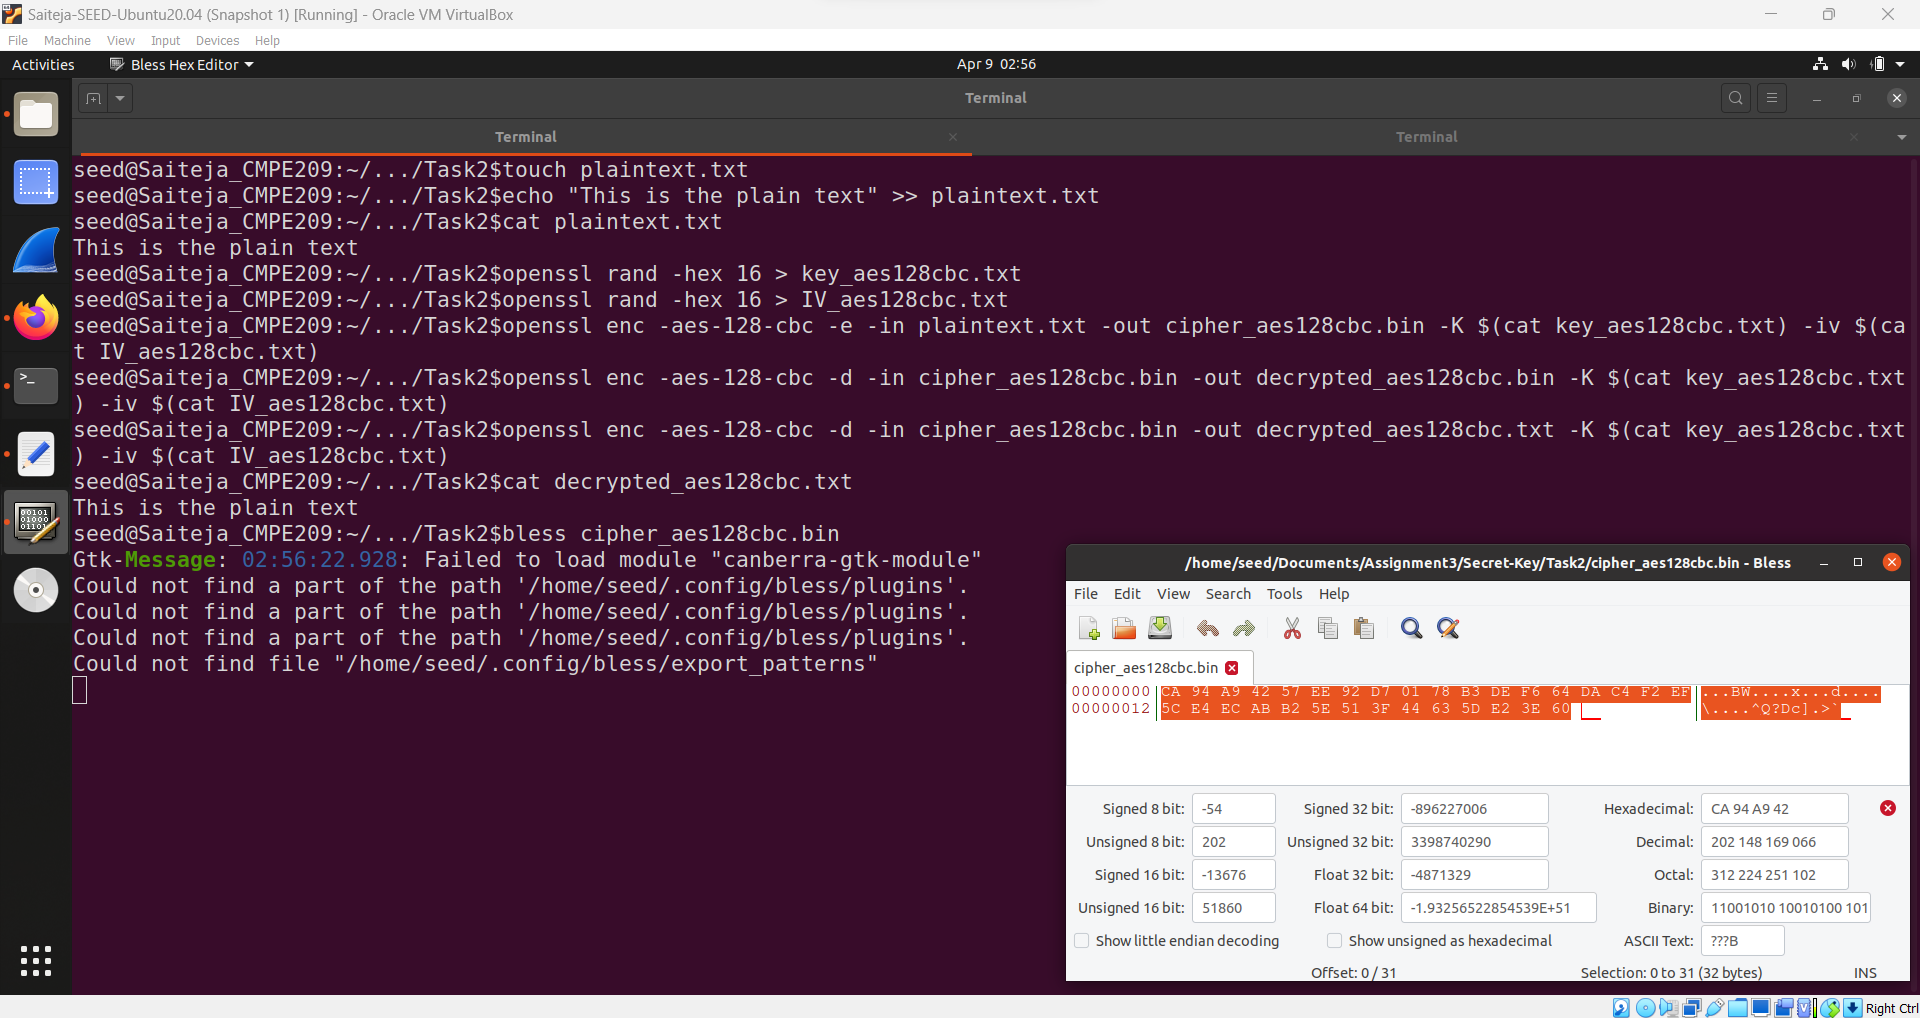 Saiteja-SEED-Ubuntu20.04 (Snapshot 1) [Running] - Oracle VM VirtualBox
File Machine View Input Devices Help
Activities Bless Hex Editor Apr 9 02:56
Terminal
Terminal Terminal
seed@Saiteja_CMPE209:~/.../Task2$touch plaintext.txt
seed@Saiteja_CMPE209:~/.../Task2$echo "This is the plain text" >> plaintext.txt
seed@Saiteja_CMPE209:~/.../Task2$cat plaintext.txt
This is the plain text
seed@Saiteja_CMPE209:~/.../Task2$openssl rand -hex 16 > key_aes128cbc.txt
seed@Saiteja_CMPE209:~/.../Task2$openssl rand -hex 16 > IV_aes128cbc.txt
seed@Saiteja_CMPE209:~/.../Task2$openssl enc -aes-128-cbc -e -in plaintext.txt -out cipher_aes128cbc.bin -K $(cat key_aes128cbc.txt) -iv $(ca
t IV_aes128cbc.txt)
seed@Saiteja_CMPE209:~/.../Task2$openssl enc -aes-128-cbc -d -in cipher_aes128cbc.bin -out decrypted_aes128cbc.bin -K $(cat key_aes128cbc.txt
) -iv $(cat IV_aes128cbc.txt)
seed@Saiteja_CMPE209:~/.../Task2$openssl enc -aes-128-cbc -d -in cipher_aes128cbc.bin -out decrypted_aes128cbc.txt -K $(cat key_aes128cbc.txt
) -iv $(cat IV_aes128cbc.txt)
seed@Saiteja_CMPE209:~/.../Task2$cat decrypted_aes128cbc.txt
This is the plain text
seed@Saiteja_CMPE209:~/.../Task2$bless cipher_aes128cbc.bin
Gtk-Message: 02:56:22.928: Failed to load module "canberra-gtk-module"
Could not find a part of the path '/home/seed/.config/bless/plugins'.
Could not find a part of the path '/home/seed/.config/bless/plugins'.
Could not find a part of the path '/home/seed/.config/bless/plugins'.
Could not find file "/home/seed/.config/bless/export_patterns"
/home/seed/Documents/Assignment3/Secret-Key/Task2/cipher_aes128cbc.bin - Bless
File Edit View Search Tools Help
cipher_aes128cbc.bin
00000000 CA 94 A9 42 57 EE 92 D7 01 78 B3 DE F6 64 DA C4 F2 EF ...BW....x...d....
00000012 5C E4 EC AB B2 5E 51 3F 44 63 5D E2 3E 60 \....^Q?Dc].>`
Signed 8 bit: -54 Signed 32 bit: -896227006 Hexadecimal: CA 94 A9 42
Unsigned 8 bit: 202 Unsigned 32 bit: 3398740290 Decimal: 202 148 169 066
Signed 16 bit: -13676 Float 32 bit: -4871329 Octal: 312 224 251 102
Unsigned 16 bit: 51860 Float 64 bit: -1.93256522854539E+51 Binary: 11001010 10010100 101
Show little endian decoding Show unsigned as hexadecimal ASCII Text: ???B
Offset: 0 / 31 Selection: 0 to 31 (32 bytes) INS
Right Ctrl